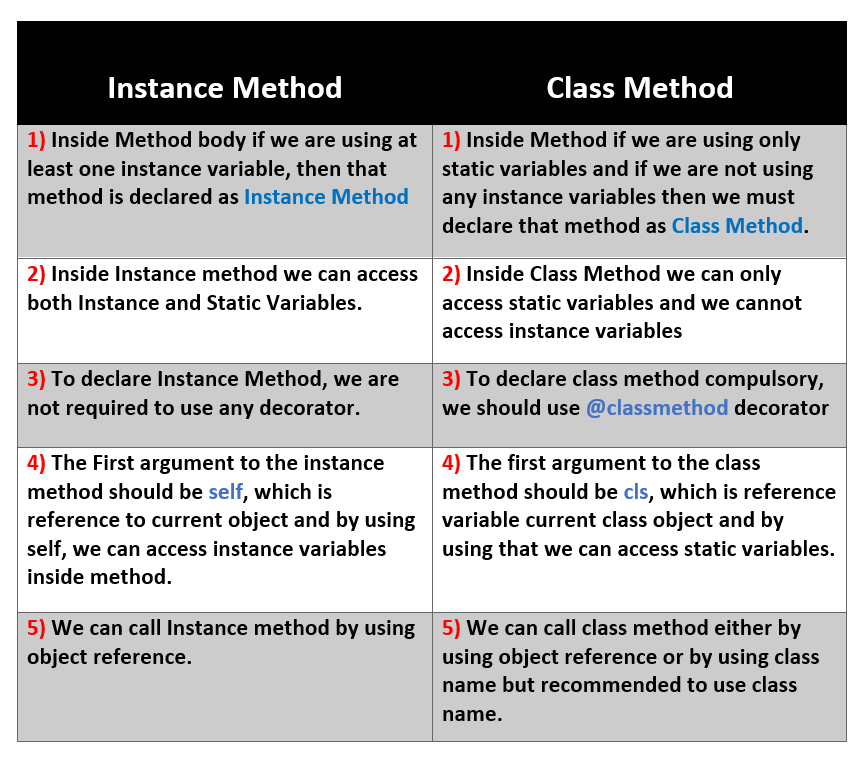 Instance Method
Class Method
1) Inside Method body if we are using at
least one instance variable, then that
method is declared as Instance Method
1) Inside Method if we are using only
static variables and if we are not using
any instance variables then we must
declare that method as Class Method.
2) Inside Instance method we can access
both Instance and Static Variables.
2) Inside Class Method we can only
access static variables and we cannot
access instance variables
3) To declare Instance Method, we are
not required to use any decorator.
3) To declare class method compulsory,
we should use @classmethod decorator
4) The First argument to the instance
method should be self, which is
reference to current object and by using
self, we can access instance variables
inside method.
4) The first argument to the class
method should be cls, which is reference
variable current class object and by
using that we can access static variables.
5) We can call Instance method by using
object reference.
5) We can call class method either by
using object reference or by using class
name but recommended to use class
name.